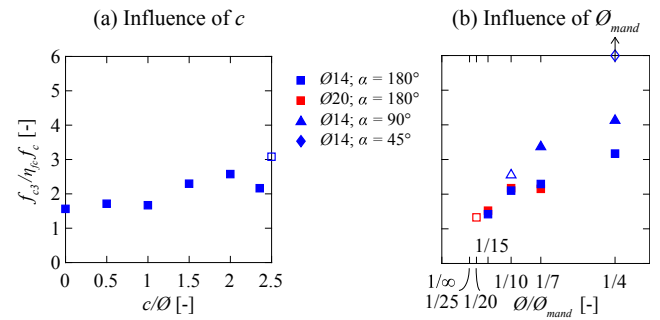 (a) Influence of c
(b) Influence of Ømand
6
5
4
3
2
1
0
f_c3/η_fc f_c [-]
0 0.5 1 1.5 2 2.5
c/Ø [-]
Ø14; α = 180°
Ø20; α = 180°
Ø14; α = 90°
Ø14; α = 45°
1/15
1/∞ 1/10 1/7 1/4
1/25 1/20
Ø/Ømand [-]